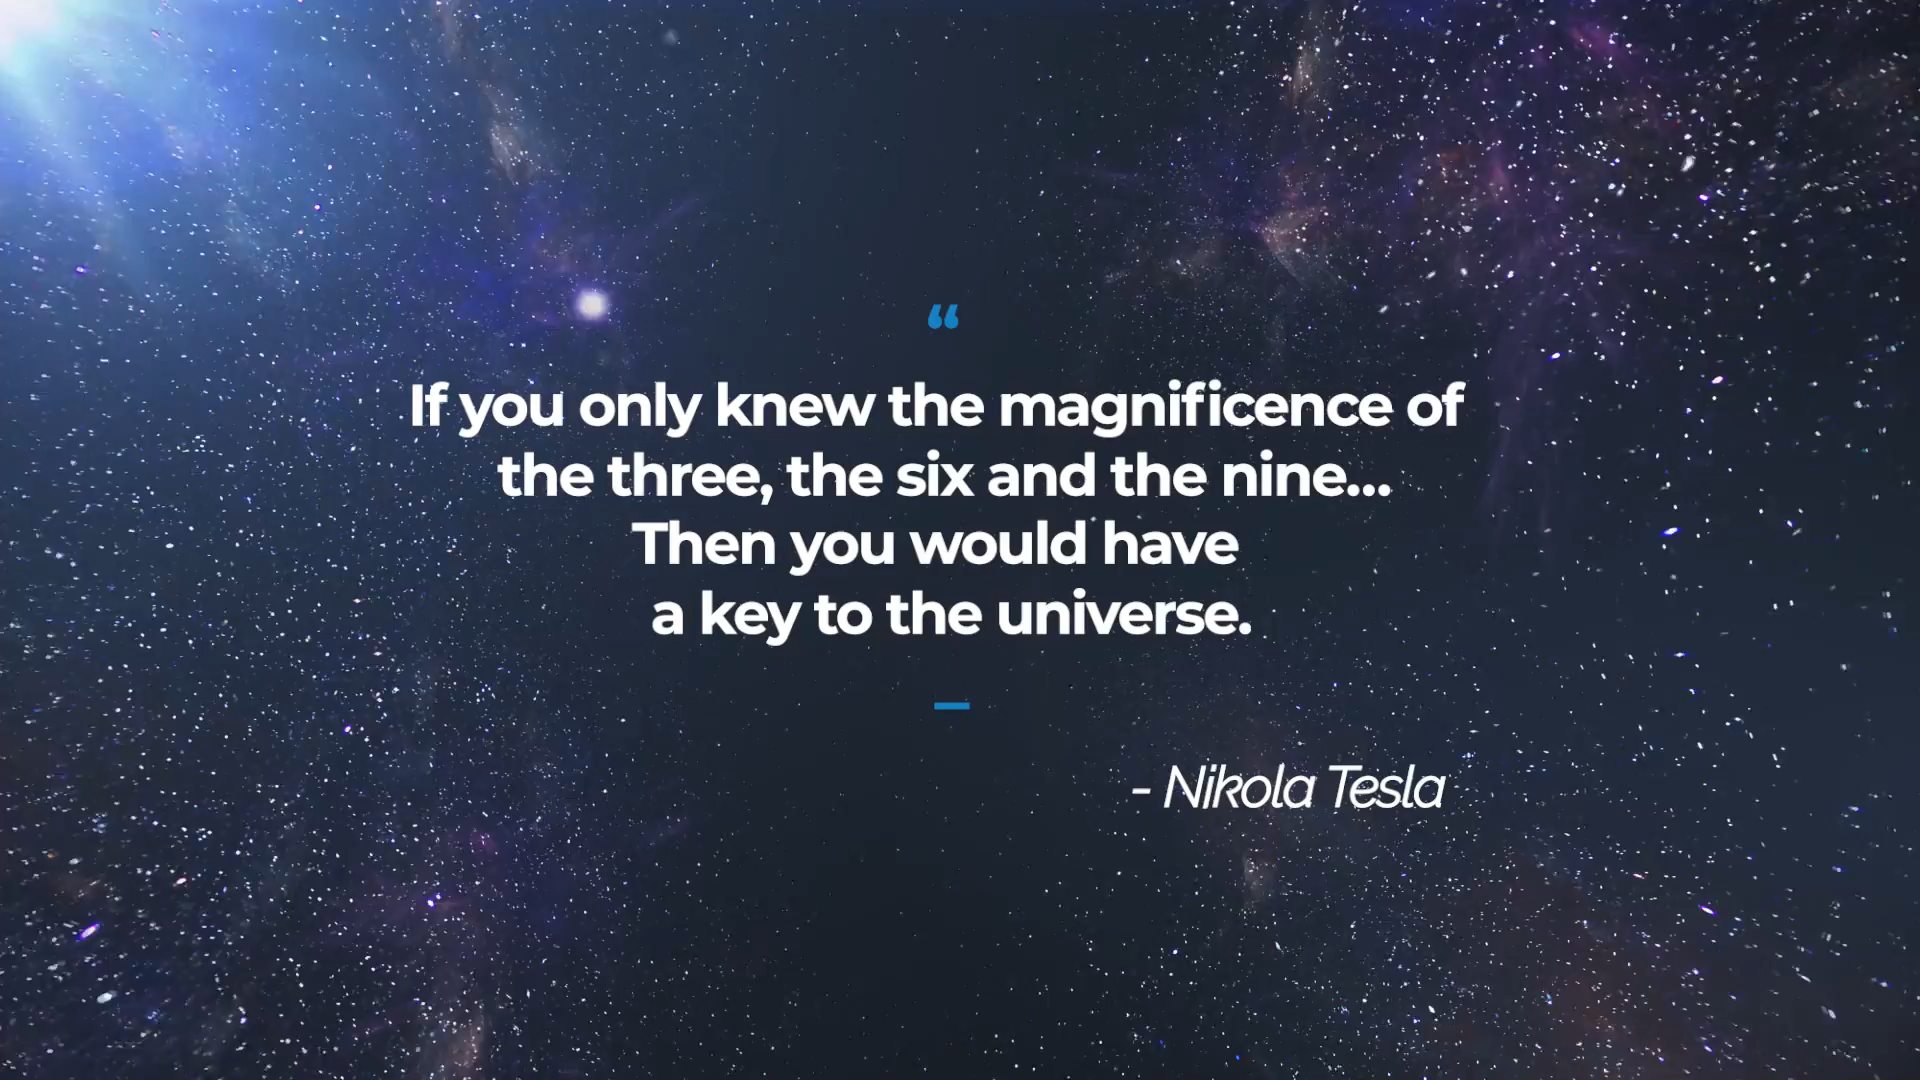 “
If you only knew the magnificence of
the three, the six and the nine...
Then you would have
a key to the universe.
- Nikola Tesla